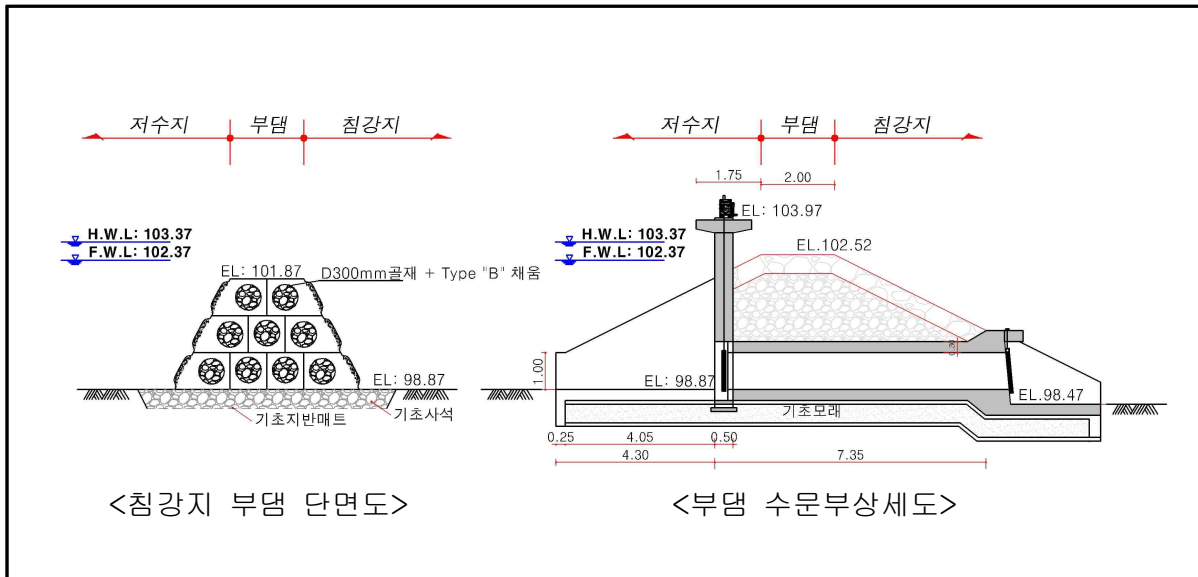 저수지 부댐 침강지
H.W.L: 103.37
F.W.L: 102.37
EL: 101.87
D300mm골재 + Type "B" 채움
EL: 98.87
기초지반매트
기초사석
<침강지 부댐 단면도>
저수지 부댐 침강지
1.75 2.00
EL: 103.97
H.W.L: 103.37
F.W.L: 102.37
EL.102.52
0.30
1.00
EL: 98.87
EL.98.47
기초모래
0.25 4.05 0.50
4.30 7.35
<부댐 수문부상세도>